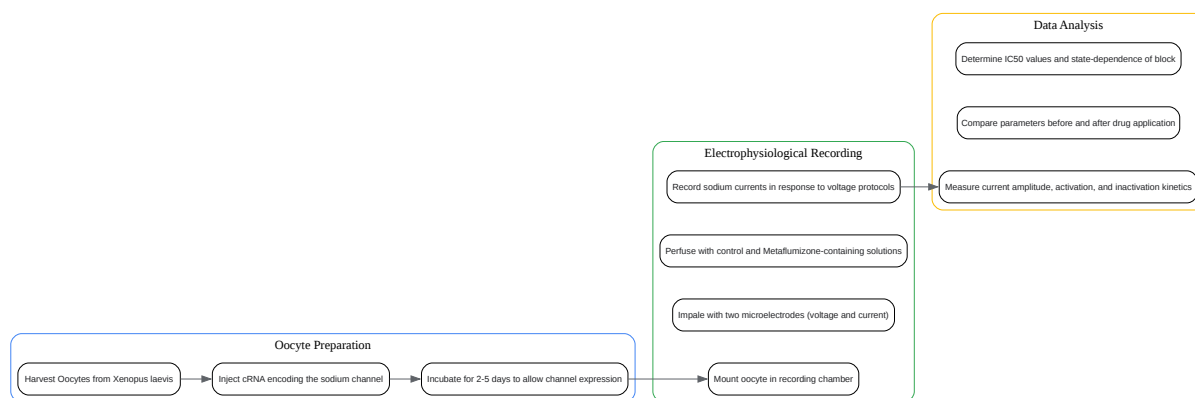 Data Analysis
Determine IC50 values and state-dependence of block
Compare parameters before and after drug application
Measure current amplitude, activation, and inactivation kinetics
Electrophysiological Recording
Record sodium currents in response to voltage protocols
Perfuse with control and Metaflumizone-containing solutions
Impale with two microelectrodes (voltage and current)
Mount oocyte in recording chamber
Oocyte Preparation
Harvest Oocytes from Xenopus laevis
Inject cRNA encoding the sodium channel
Incubate for 2-5 days to allow channel expression